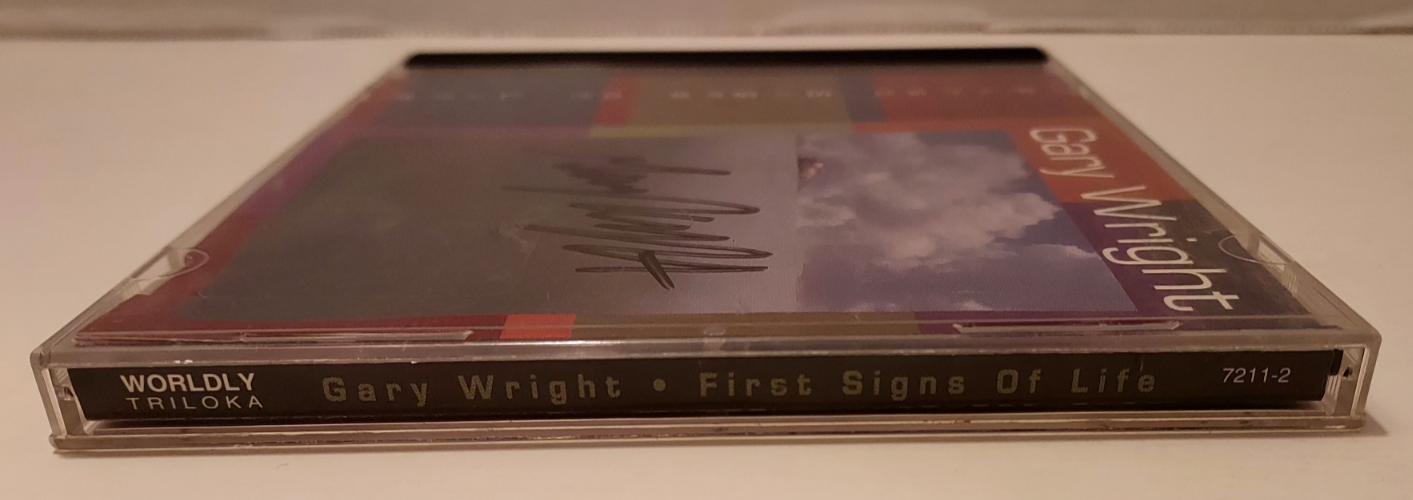 Gary Wright
WORLDLY
TRILOKA
Gary Wright • First Signs Of Life
7211-2